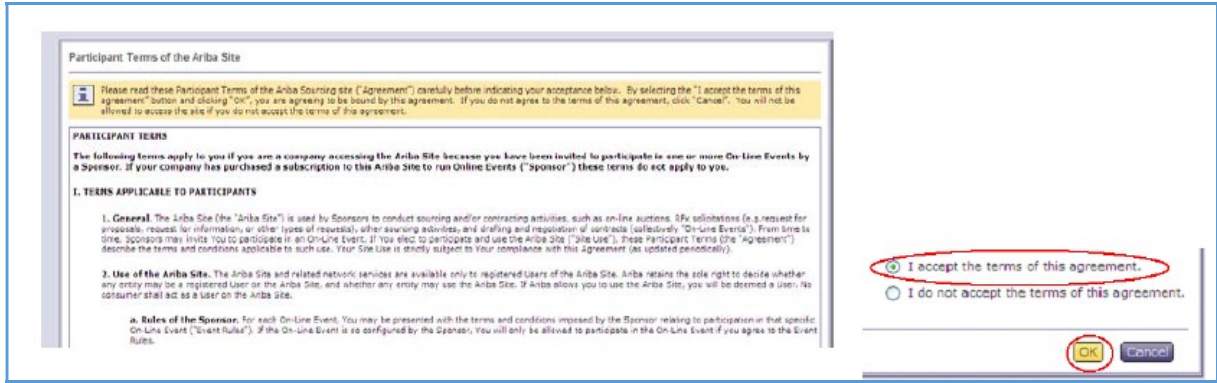 Participant Terms of the Ariba Site
Please read these Participant Terms of the Ariba Sourcing site ("Agreement") carefully before indicating your acceptance below. By selecting the "I accept the terms of this
agreement" button and clicking "OK", you are agreeing to be bound by this agreement. If you do not agree to the terms of this agreement, click "Cancel". You will not be
allowed to access the site if you do not accept the terms of this agreement.
PARTICIPANT TERMS
The following terms apply to you if you are a company accessing the Ariba Site because you have been invited to participate in one or more On-Line Events by
a Sponsor. If your company has purchased a subscription to this Ariba Site to run Online Events ("Sponsor") these terms do not apply to you.
I. TERMS APPLICABLE TO PARTICIPANTS
1. General. The Ariba Site (the "Ariba Site") is used by Sponsors to conduct sourcing and/or contracting activities, such as on-line auctions, RFx solicitations (e.g.request for
proposals, request for information, or other types of requests), other sourcing activities, and drafting and negotiation of contracts (collectively "On-Line Events"). From time to
time, Sponsors may invite You to participate in an On-Line Event. If You elect to participate and use the Ariba Site ("Site Use"), these Participant Terms (the "Agreement")
describe the terms and conditions applicable to such use. Your Site Use is strictly subject to Your compliance with this Agreement (as updated periodically).
2. Use of the Ariba Site. The Ariba Site and related network services are available only to registered Users of the Ariba Site. Ariba retains the sole right to decide whether
any entity may be a registered User on the Ariba Site, and whether any entity may use the Ariba Site. If Ariba allows you to use the Ariba Site, you will be deemed a User. No
consumer shall act as a User on the Ariba Site.
a. Rules of the Sponsor. For each On-Line Event, You may be presented with the terms and conditions imposed by the Sponsor relating to participation in that specific
On-Line Event ("Event Rules"). If the On-Line Event is so configured by the Sponsor, You will only be allowed to participate in the On-Line Event if you agree to the Event
Rules.
I accept the terms of this agreement.
I do not accept the terms of this agreement.
OK Cancel